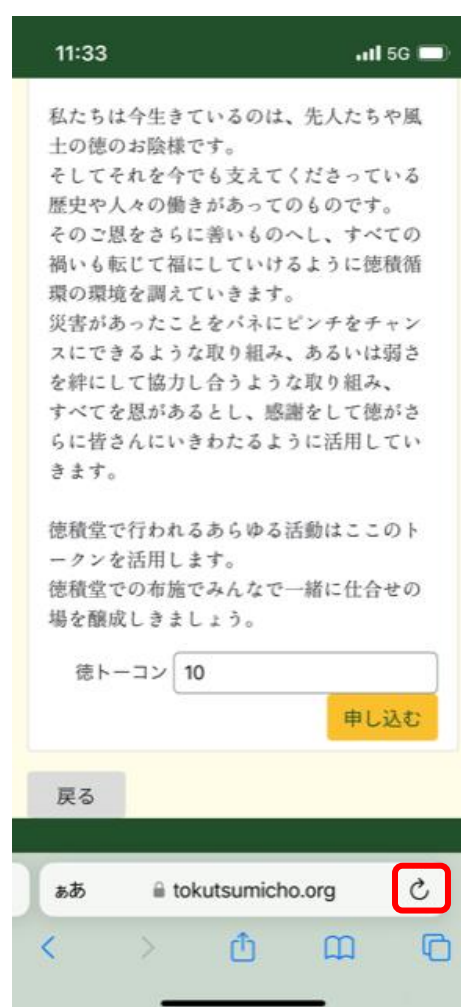 11:33
5G
私たちは今生きているのは、先人たちや風
土の徳のお陰様です。
そしてそれを今でも支えてくださっている
歴史や人々の働きがあってのものです。
そのご恩をさらに善いものへし、すべての
禍いも転じて福にしていけるように徳積循
環の環境を調えていきます。
災害があったことをバネにピンチをチャン
スにできるような取り組み、あるいは弱さ
を絆にして協力し合うような取り組み、
すべてを恩があるとし、感謝をして徳がさ
らに皆さんにいきわたるように活用してい
きます。
徳積堂で行われるあらゆる活動はここのト
ークンを活用します。
徳積堂での布施でみんなで一緒に仕合せの
場を醸成しきましょう。
徳トーコン 10
申し込む
戻る
ぁあ tokutsumicho.org